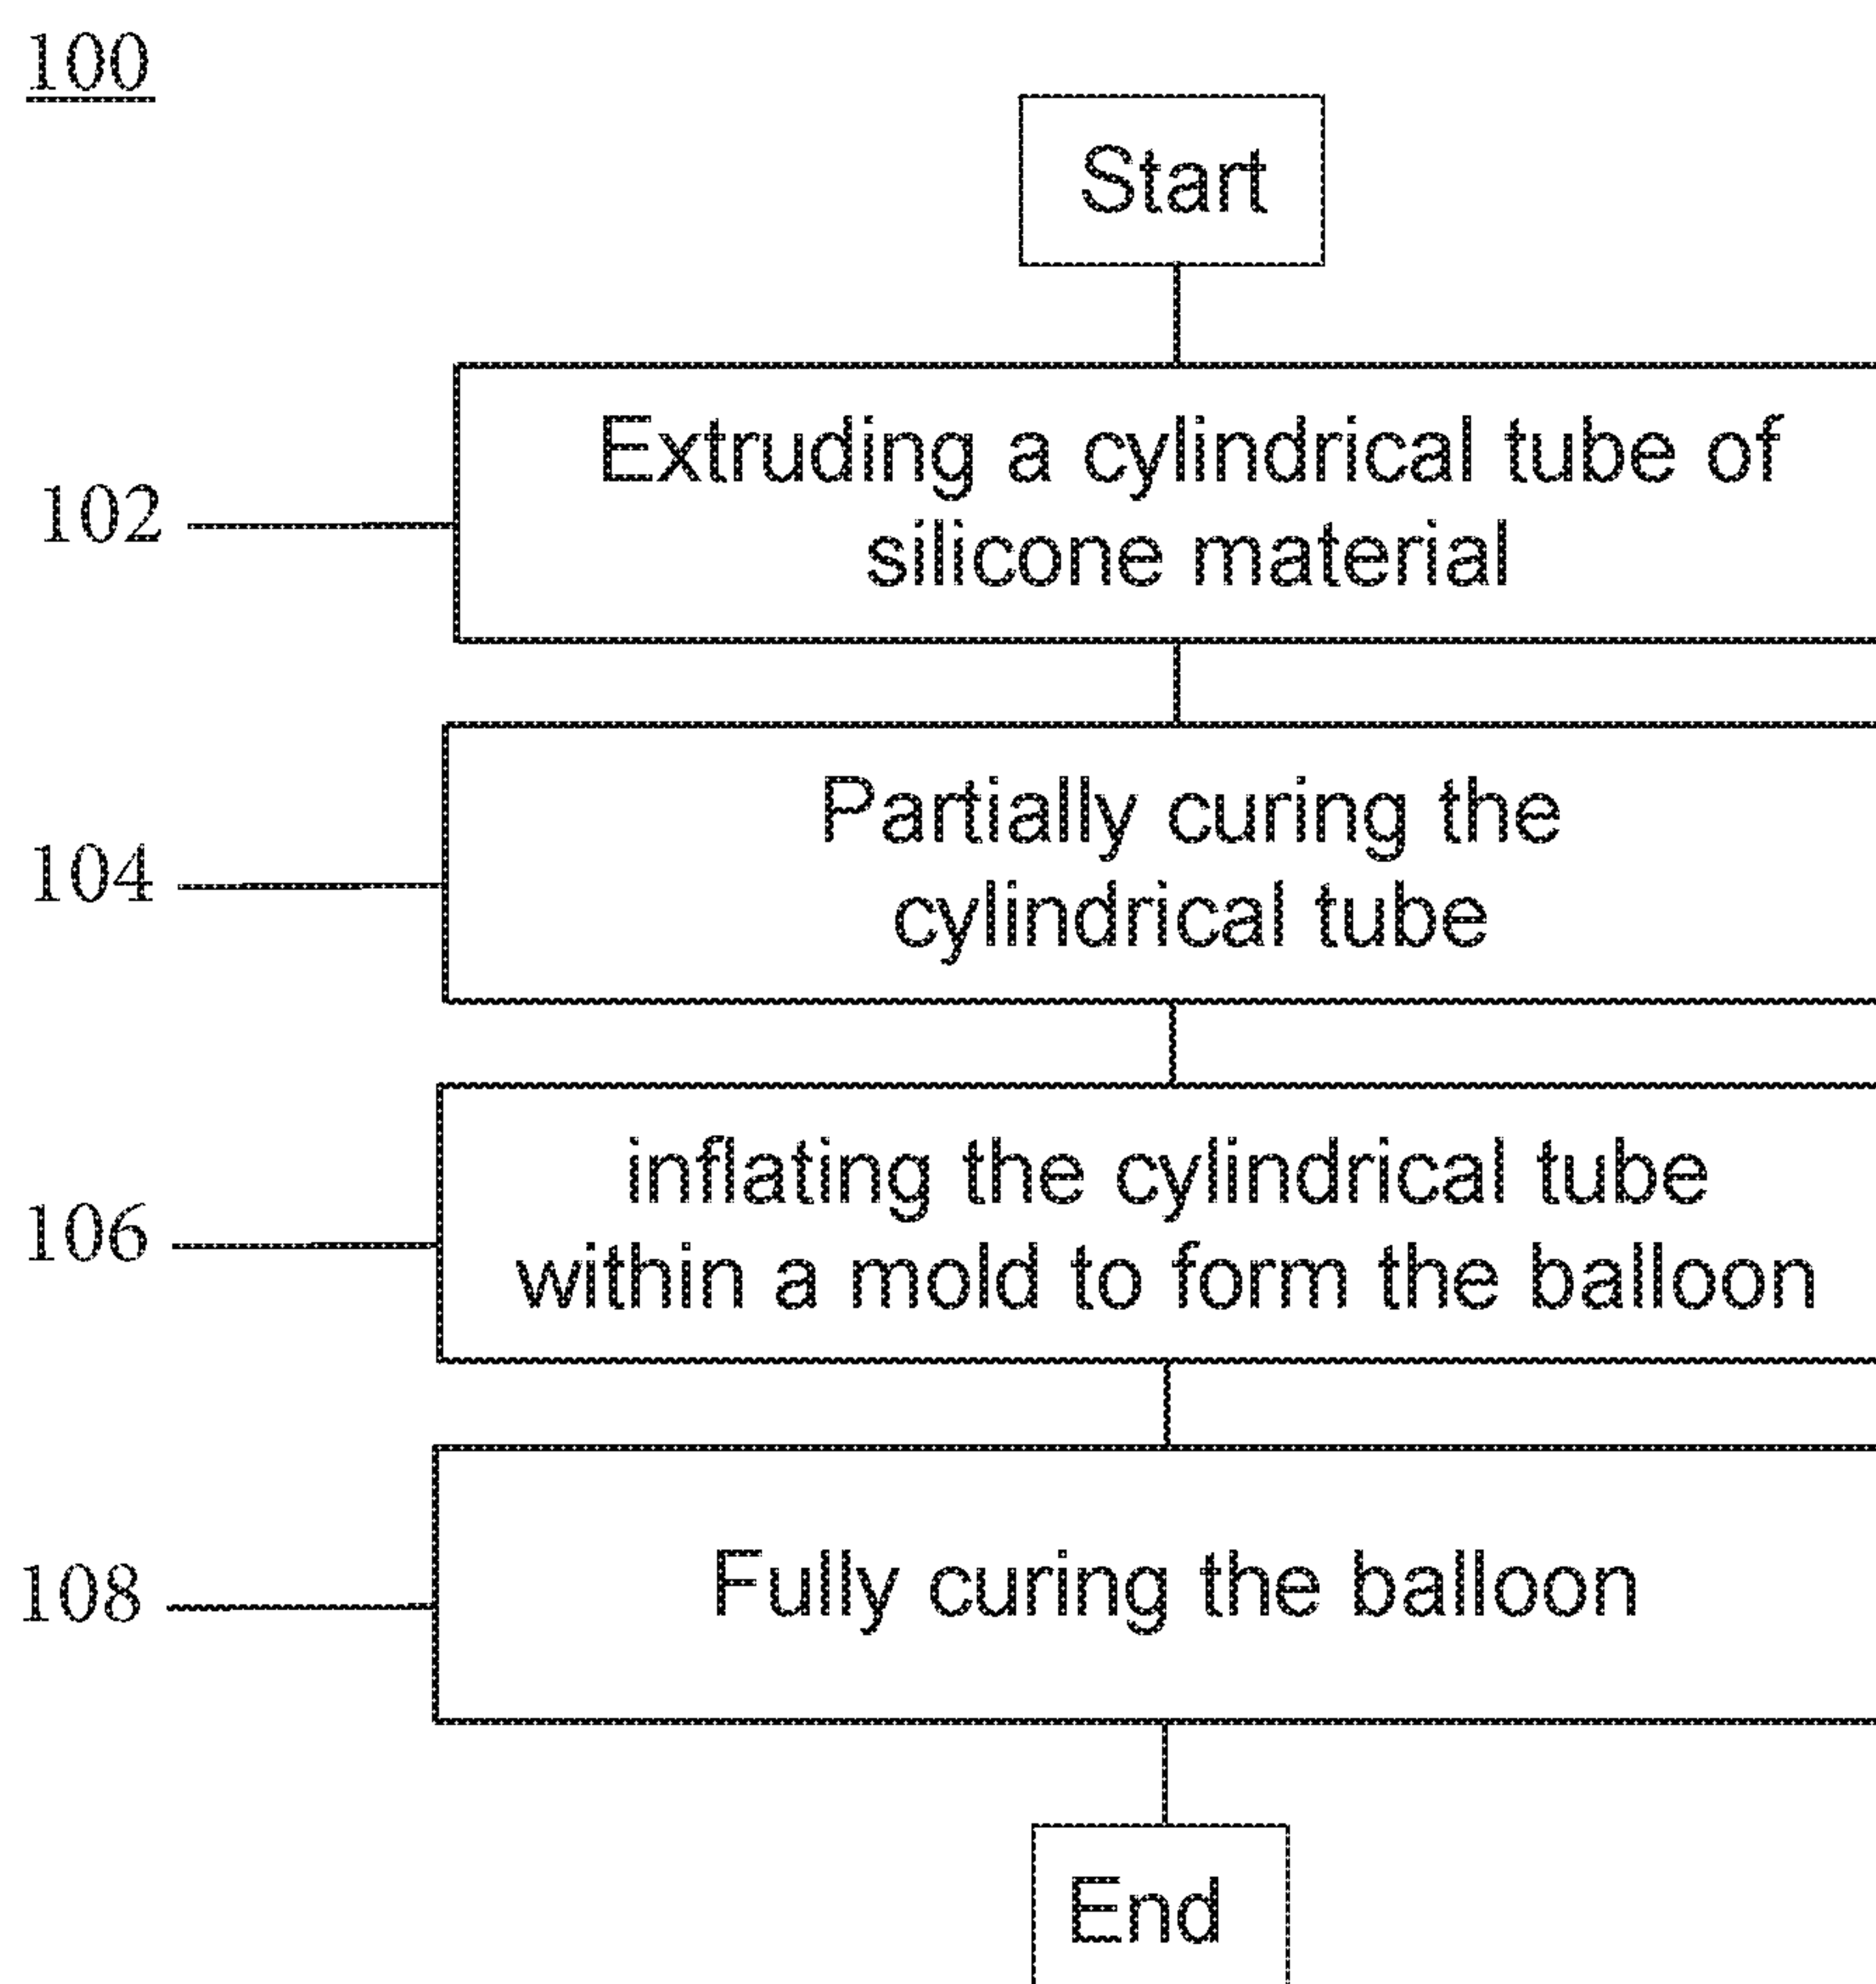 100
Start
102
Extruding a cylindrical tube of
silicone material
104
Partially curing the
cylindrical tube
106
inflating the cylindrical tube
within a mold to form the balloon
108
Fully curing the balloon
End